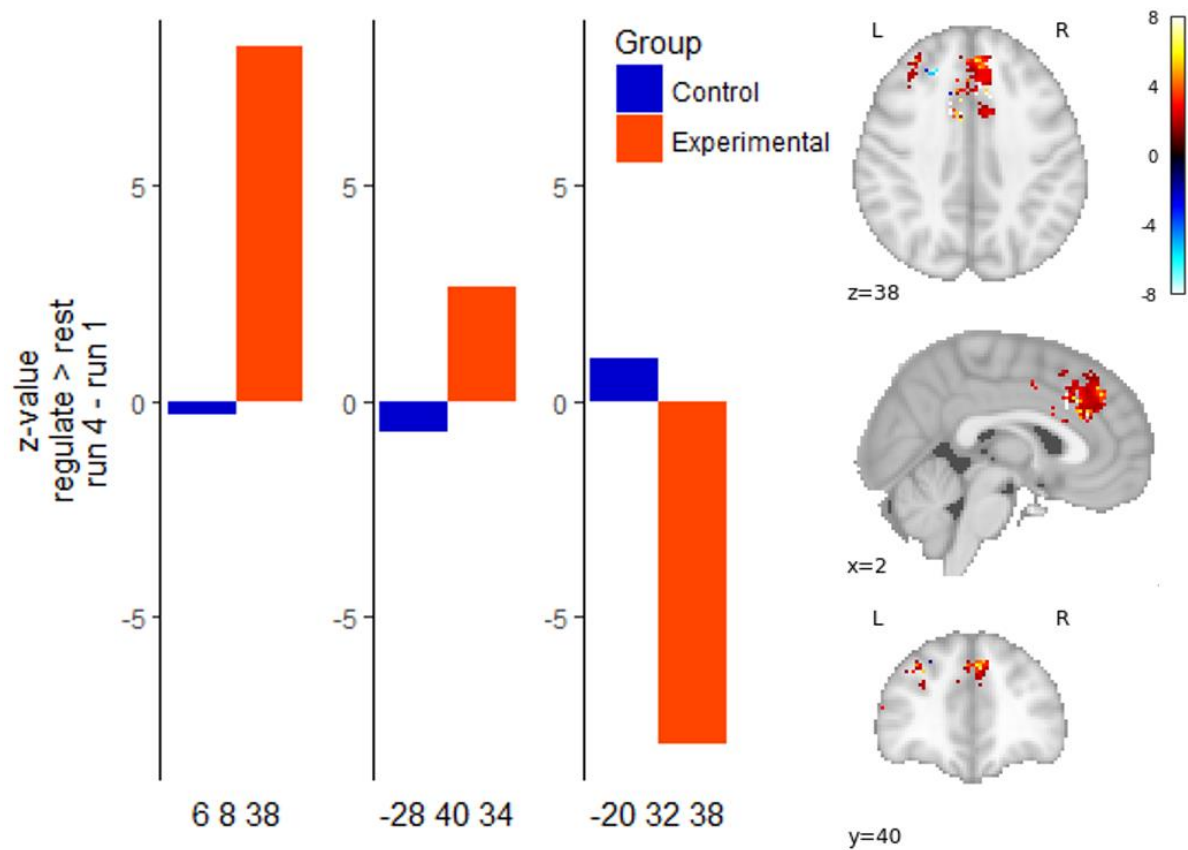 z-value
regulate > rest
run 4 - run 1
5
0
-5
6 8 38
5
0
-5
-28 40 34
5
0
-5
-20 32 38
Group
Control
Experimental
L
R
z=38
8
4
0
-4
-8
x=2
L
R
y=40